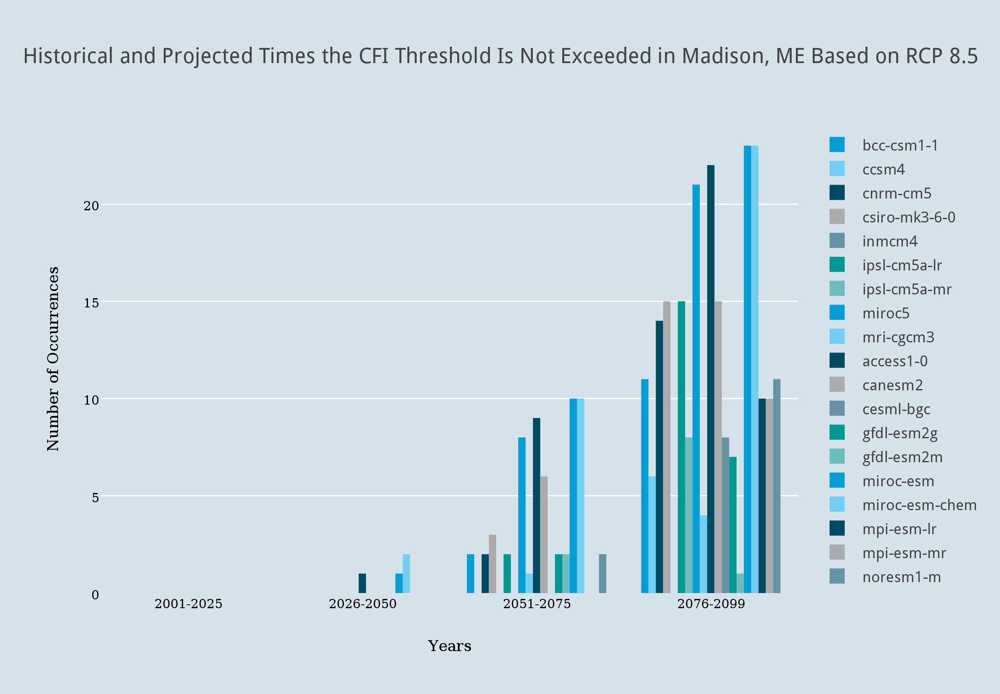 Historical and Projected Times the CFI Threshold Is Not Exceeded in Madison, ME Based on RCP 8.5
Number of Occurrences
20
15
10
5
0
2001-2025
2026-2050
2051-2075
2076-2099
Years
bcc-csm1-1
ccsm4
cnrm-cm5
csiro-mk3-6-0
inmcm4
ipsl-cm5a-lr
ipsl-cm5a-mr
miroc5
mri-cgcm3
access1-0
canesm2
cesml-bgc
gfdl-esm2g
gfdl-esm2m
miroc-esm
miroc-esm-chem
mpi-esm-lr
mpi-esm-mr
noresm1-m